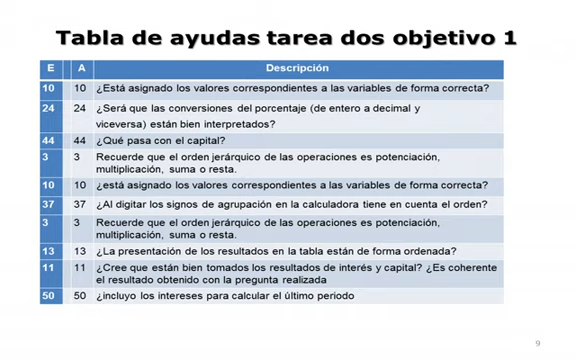 Tabla de ayudas tarea dos objetivo 1
E A Descripción
10 10 ¿Está asignado los valores correspondientes a las variables de forma correcta?
24 24 ¿Será que las conversiones del porcentaje (de entero a decimal y
viceversa) están bien interpretados?
44 44 ¿Qué pasa con el capital?
3 3 Recuerde que el orden jerárquico de las operaciones es potenciación,
multiplicación, suma o resta.
10 10 ¿está asignado los valores correspondientes a las variables de forma correcta?
37 37 ¿Al digitar los signos de agrupación en la calculadora tiene en cuenta el orden?
3 3 Recuerde que el orden jerárquico de las operaciones es potenciación,
multiplicación, suma o resta.
13 13 ¿La presentación de los resultados en la tabla están de forma ordenada?
11 11 ¿Cree que están bien tomados los resultados de interés y capital? ¿Es coherente
el resultado obtenido con la pregunta realizada
50 50 ¿incluyo los intereses para calcular el último periodo
9